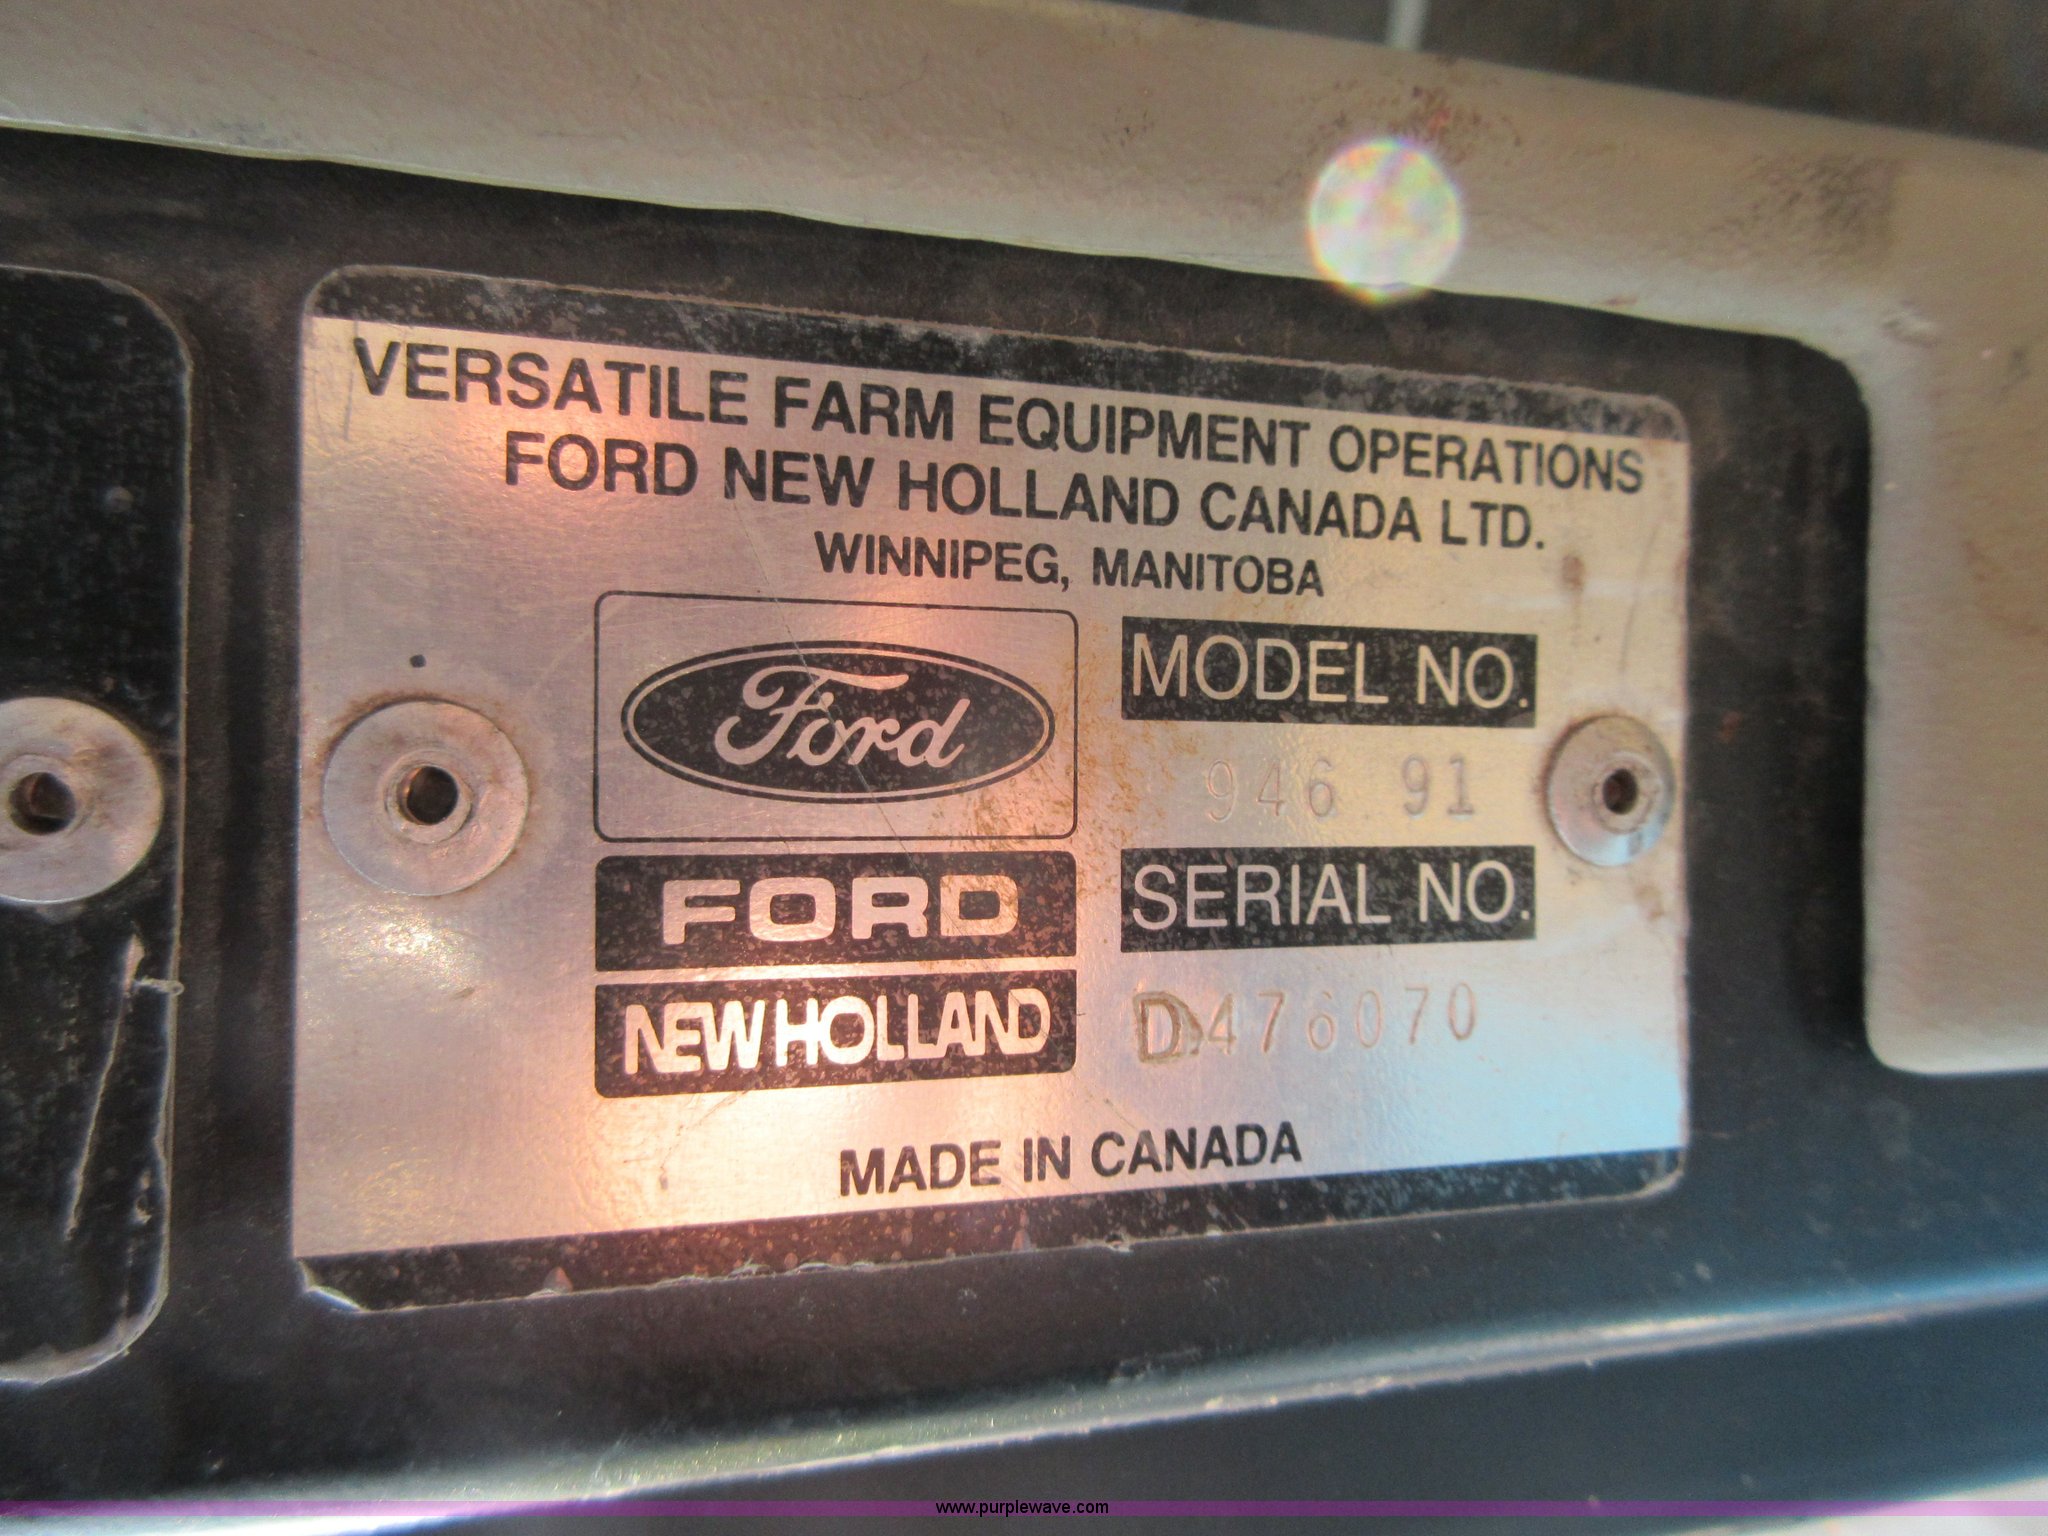 VERSATILE FARM EQUIPMENT OPERATIONS
FORD NEW HOLLAND CANADA LTD.
WINNIPEG, MANITOBA
Ford
MODEL NO.
946 91
FORD
SERIAL NO.
NEW HOLLAND
D476070
MADE IN CANADA
www.purplewave.com